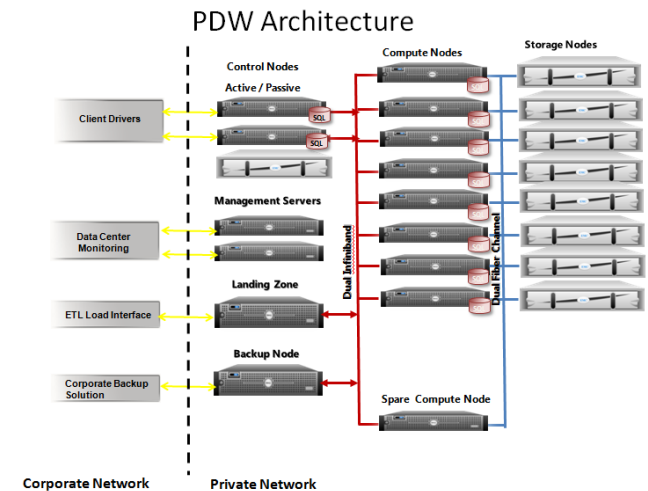 PDW Architecture
Control Nodes
Active / Passive
Compute Nodes
Storage Nodes
Client Drivers
SQL
SQL
Management Servers
Data Center
Monitoring
Landing Zone
ETL Load Interface
Backup Node
Corporate Backup
Solution
Dual Infiniband
Dual Fiber Channel
Spare Compute Node
Corporate Network
Private Network